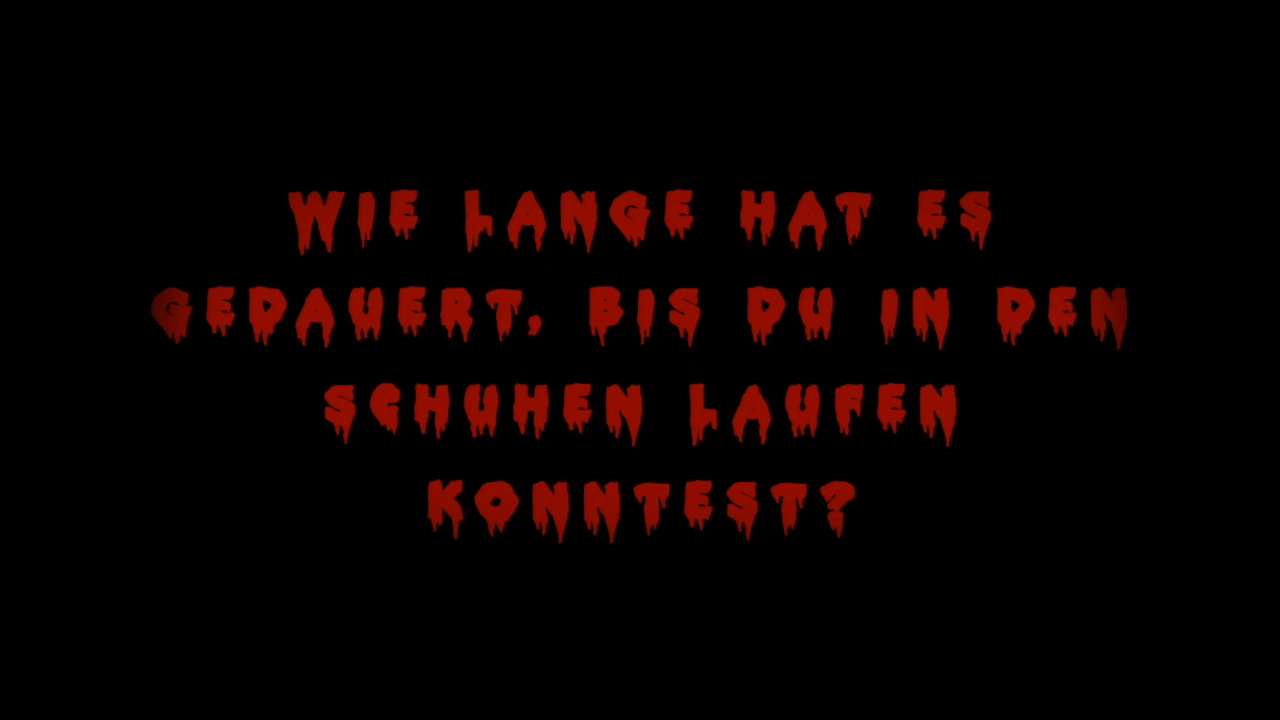 WIE LANGE HAT ES
GEDAUERT, BIS DU IN DEN
SCHUHEN LAUFEN
KONNTEST?